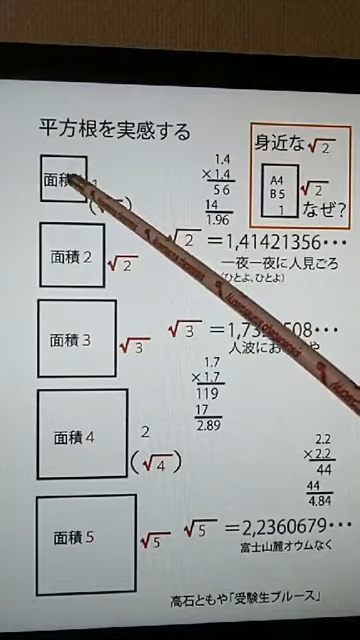 平方根を実感する
身近な√2
A4
B5
1
√2
なぜ?
面積
1.4
×1.4
56
14
1.96
面積2
√2
√2 =1,41421356・・・
一夜一夜に人見ごろ
(ひとよ,ひとよ)
面積3
√3
√3 =1,73 508・・・
人波にお や
1.7
×1.7
119
17
2.89
面積4
2
(√4)
2.2
×2.2
44
44
4.84
面積5
√5
√5 =2,2360679・・・
富士山麓オウムなく
高石ともや「受験生ブルース」